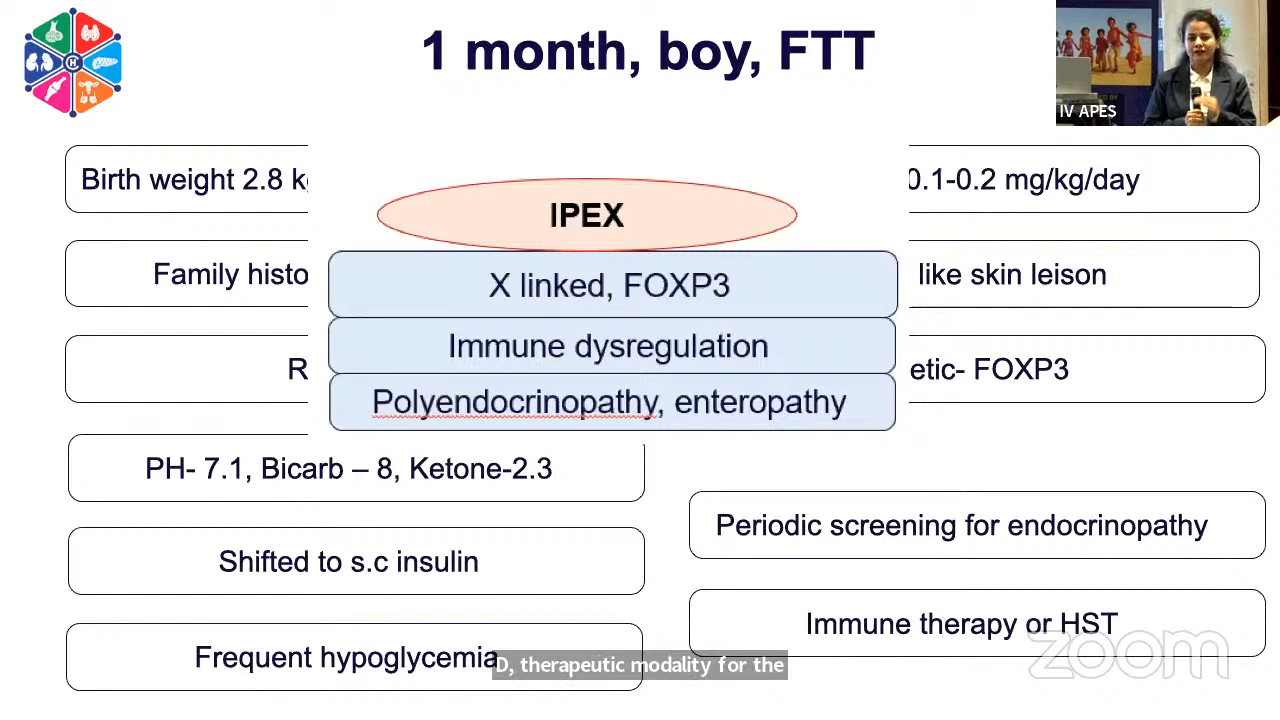 1 month, boy, FTT
IV APES
Birth weight 2.8 k
0.1-0.2 mg/kg/day
IPEX
Family histo
like skin leison
X linked, FOXP3
Immune dysregulation
R
etic- FOXP3
Polyendocrinopathy, enteropathy
PH- 7.1, Bicarb – 8, Ketone-2.3
Periodic screening for endocrinopathy
Shifted to s.c insulin
Immune therapy or HST
Frequent hypoglycemia
D, therapeutic modality for the
zoom
H